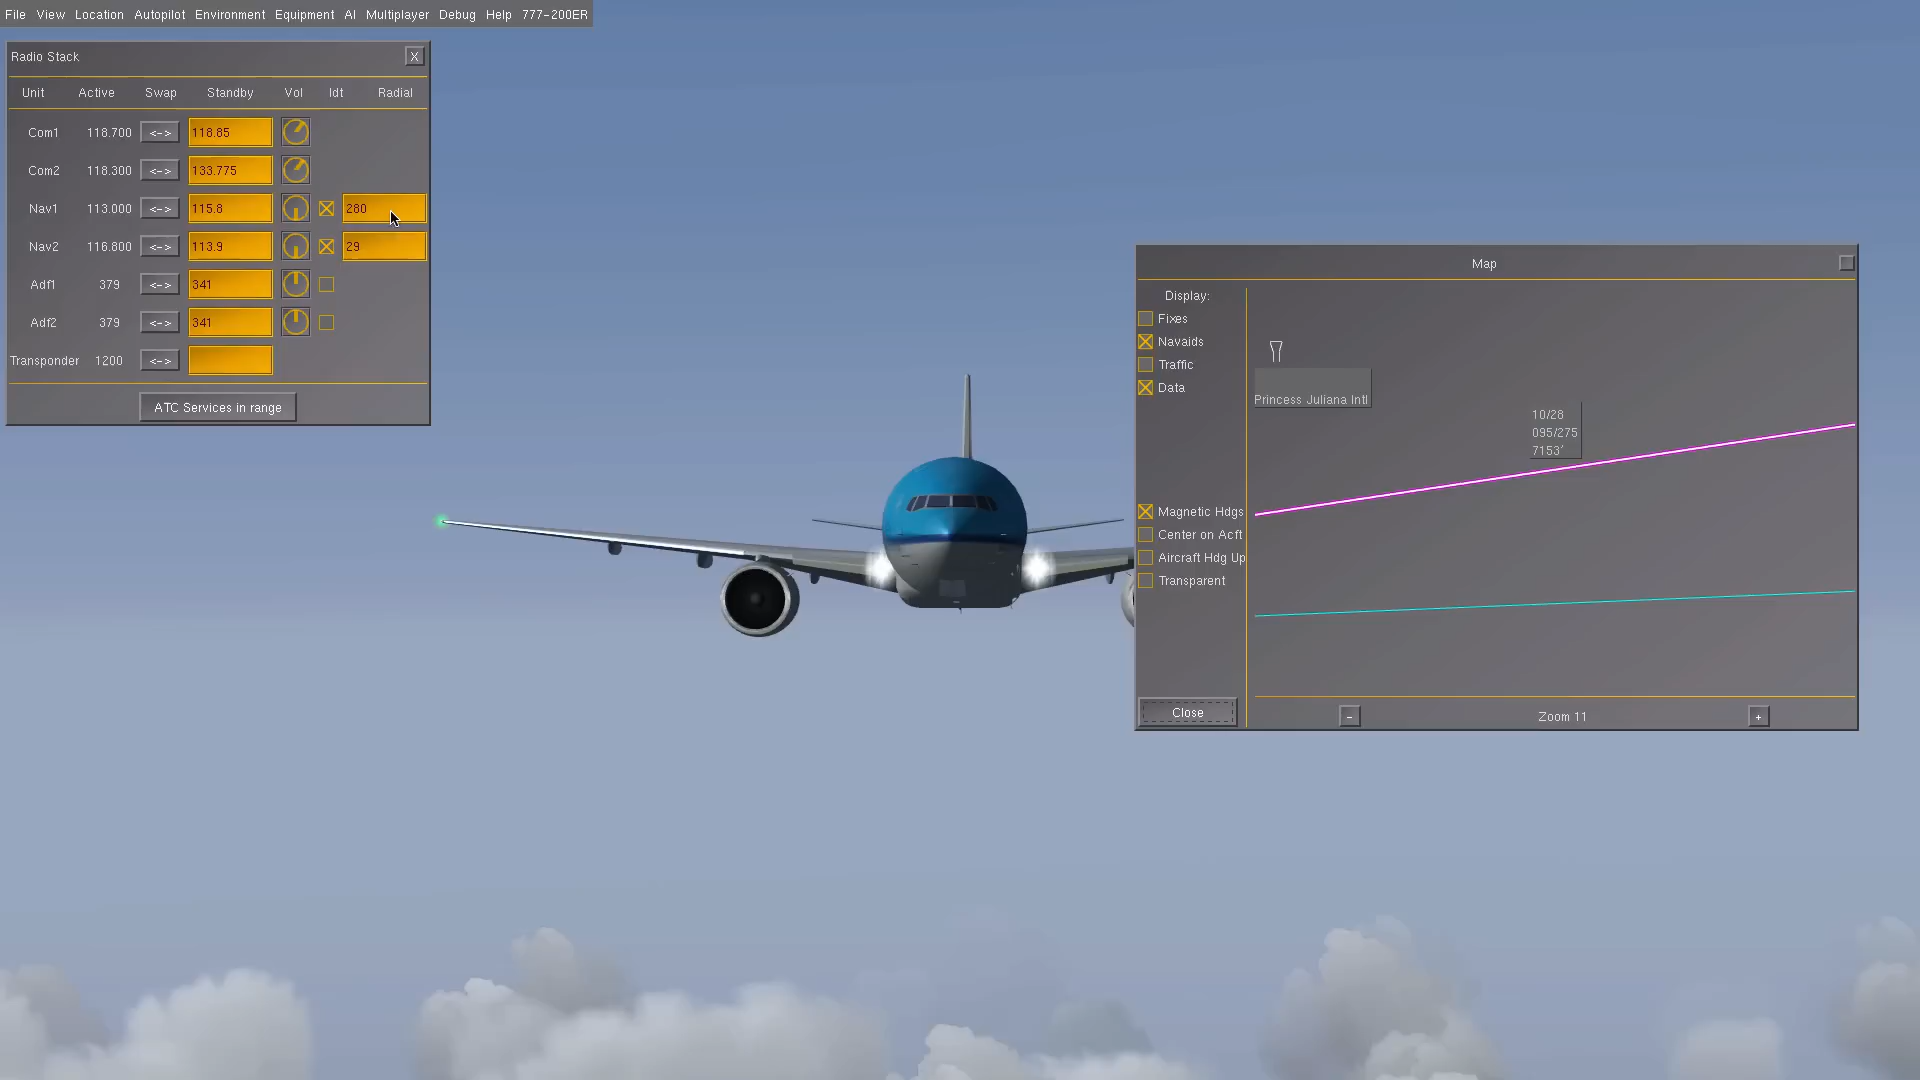 File View Location Autopilot Environment Equipment AI Multiplayer Debug Help 777-200ER
Radio Stack X
Unit Active Swap Standby Vol Idt Radial
Com1 118.700 <-> 118.85
Com2 118.300 <-> 133.775
Nav1 113.000 <-> 115.8 280
Nav2 116.800 <-> 113.9 29
Adf1 379 <-> 341
Adf2 379 <-> 341
Transponder 1200 <->
ATC Services in range
Map
Display:
Fixes
Navaids
Traffic
Data
Magnetic Hdgs
Center on Acft
Aircraft Hdg Up
Transparent
Close
Princess Juliana Intl
10/28
095/275
7153'
- Zoom 11 +